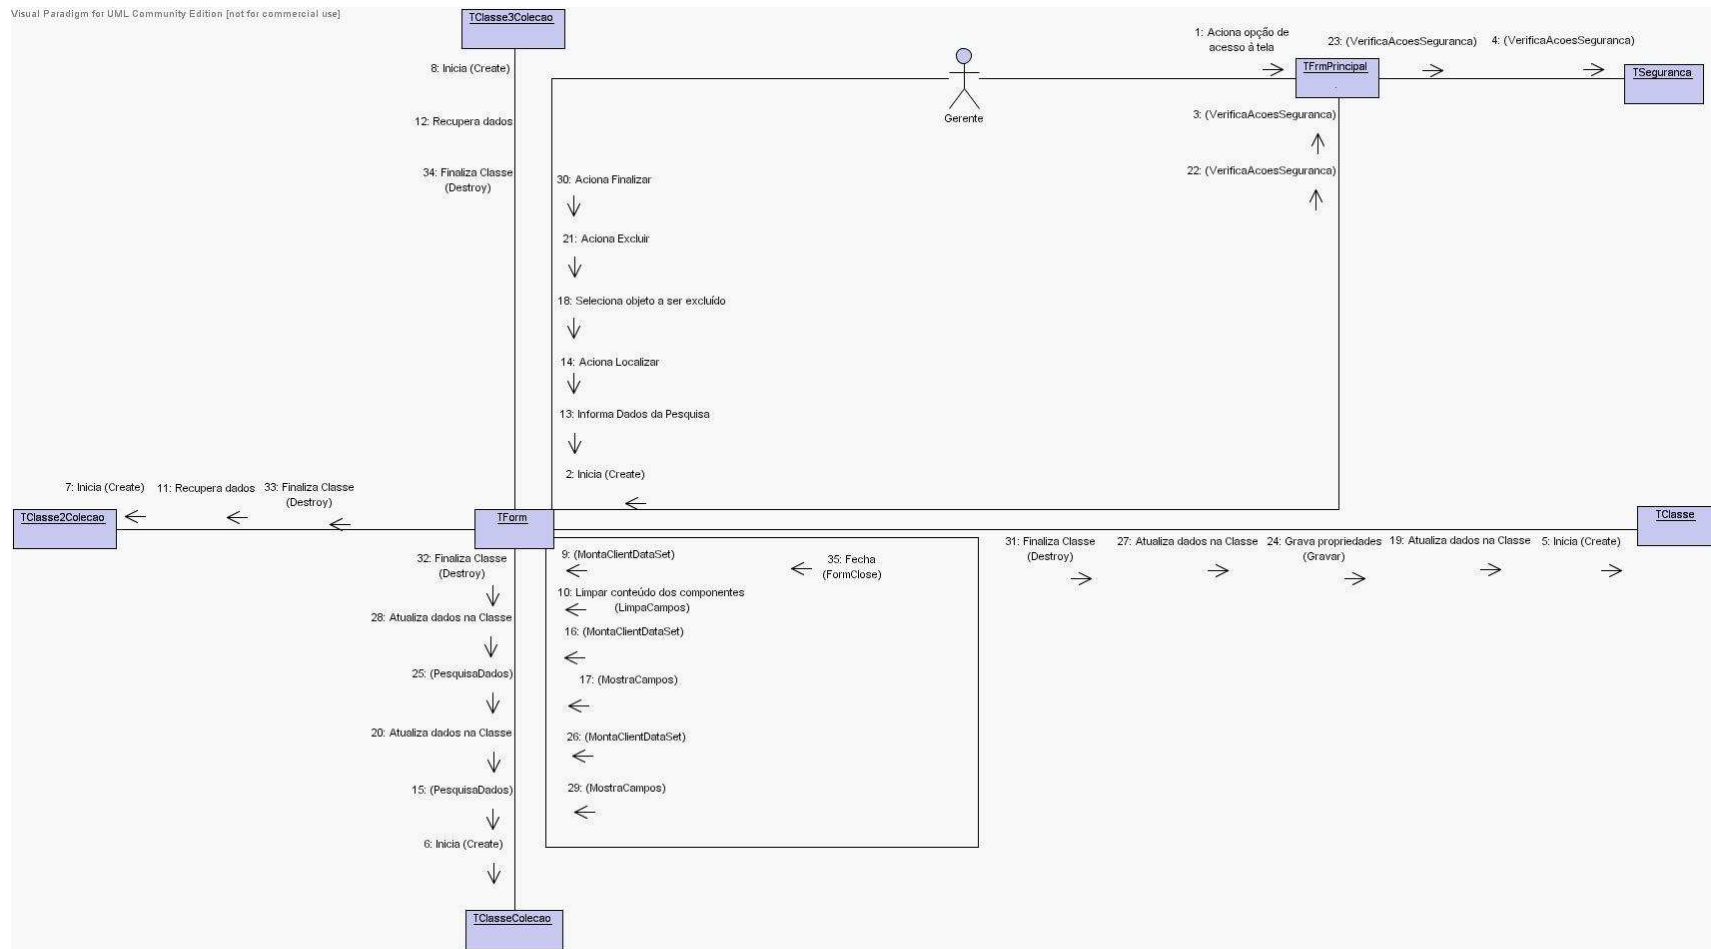 Visual Paradigm for UML Community Edition [not for commercial use]
TClasse3Colecao
8: Inicia (Create)
12: Recupera dados
34: Finaliza Classe
(Destroy)
Gerente
1: Aciona opção de
acesso à tela
23: (VerificaAcoesSeguranca)
4: (VerificaAcoesSeguranca)
TFrmPrincipal
TSeguranca
3: (VerificaAcoesSeguranca)
22: (VerificaAcoesSeguranca)
30: Aciona Finalizar
21: Aciona Excluir
18: Seleciona objeto a ser excluído
14: Aciona Localizar
13: Informa Dados da Pesquisa
2: Inicia (Create)
7: Inicia (Create)
11: Recupera dados
33: Finaliza Classe
(Destroy)
TClasse2Colecao
TForm
TClasse
31: Finaliza Classe
(Destroy)
27: Atualiza dados na Classe
24: Grava propriedades
(Gravar)
19: Atualiza dados na Classe
5: Inicia (Create)
32: Finaliza Classe
(Destroy)
28: Atualiza dados na Classe
25: (PesquisaDados)
20: Atualiza dados na Classe
15: (PesquisaDados)
6: Inicia (Create)
9: (MontaClientDataSet)
35: Fecha
(FormClose)
10: Limpar conteúdo dos componentes
(LimpaCampos)
16: (MontaClientDataSet)
17: (MostraCampos)
26: (MontaClientDataSet)
29: (MostraCampos)
TClasseColecao